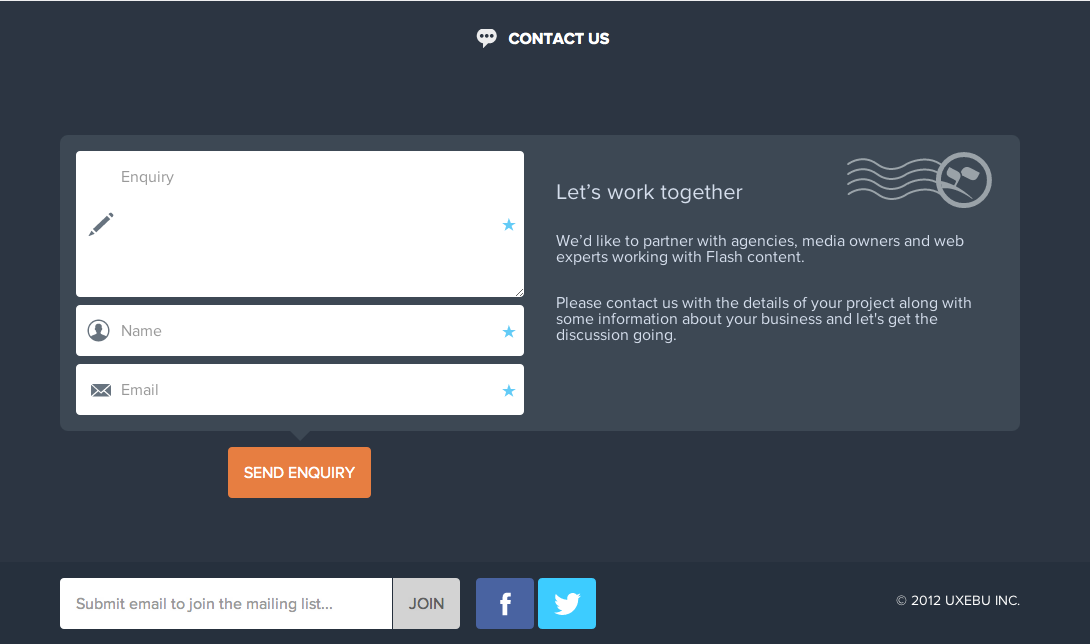 CONTACT US
Enquiry
Name
Email
Let’s work together
We’d like to partner with agencies, media owners and web
experts working with Flash content.
Please contact us with the details of your project along with
some information about your business and let's get the
discussion going.
SEND ENQUIRY
Submit email to join the mailing list...
JOIN
f
© 2012 UXEBU INC.